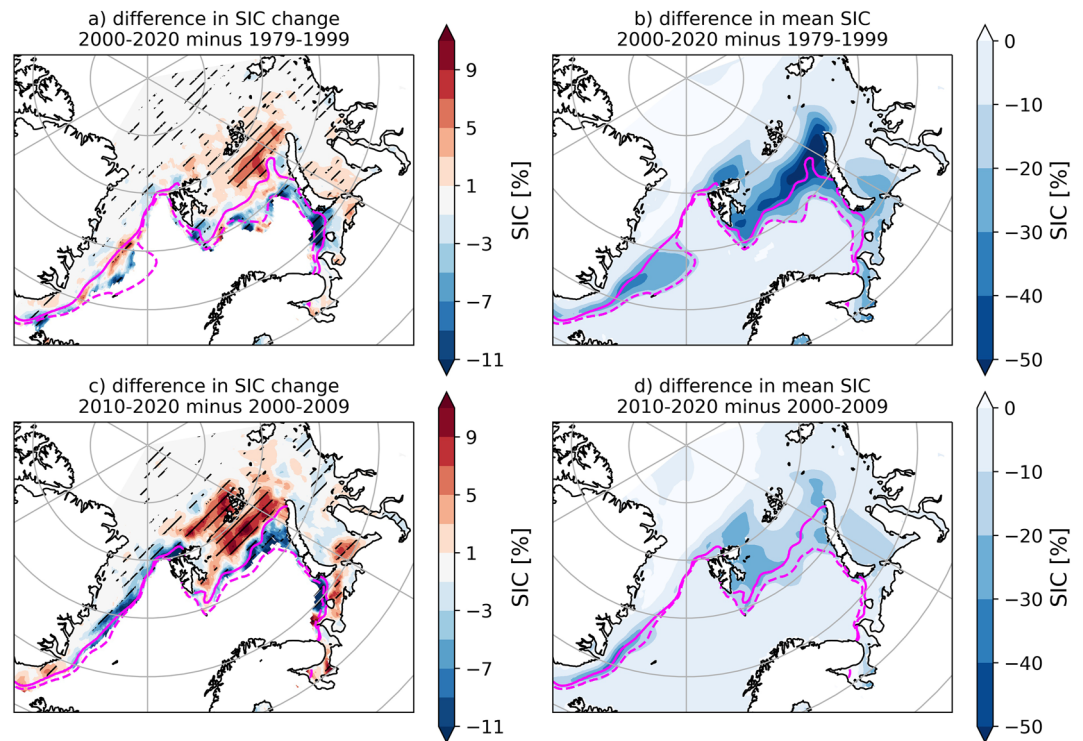 a) difference in SIC change
2000-2020 minus 1979-1999
9
5
1
−3
−7
−11
SIC [%]
b) difference in mean SIC
2000-2020 minus 1979-1999
0
−10
−20
−30
−40
−50
SIC [%]
c) difference in SIC change
2010-2020 minus 2000-2009
9
5
1
−3
−7
−11
SIC [%]
d) difference in mean SIC
2010-2020 minus 2000-2009
0
−10
−20
−30
−40
−50
SIC [%]